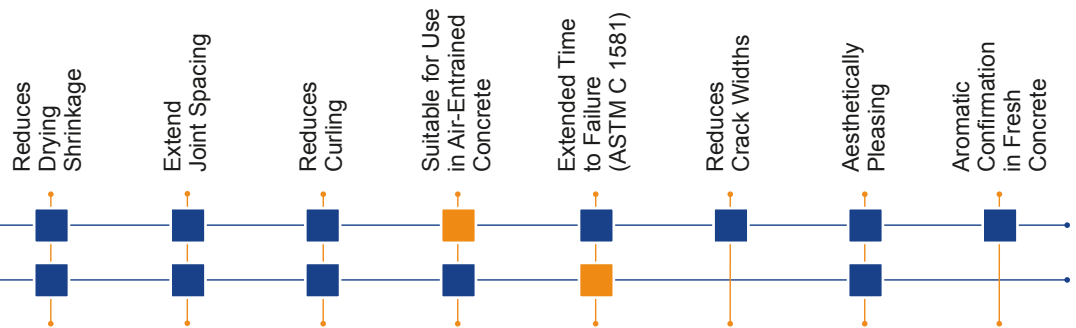 Reduces
Drying
Shrinkage
Extend
Joint Spacing
Reduces
Curling
Suitable for Use
in Air-Entrained
Concrete
Extended Time
to Failure
(ASTM C 1581)
Reduces
Crack Widths
Aesthetically
Pleasing
Aromatic
Confirmation
in Fresh
Concrete